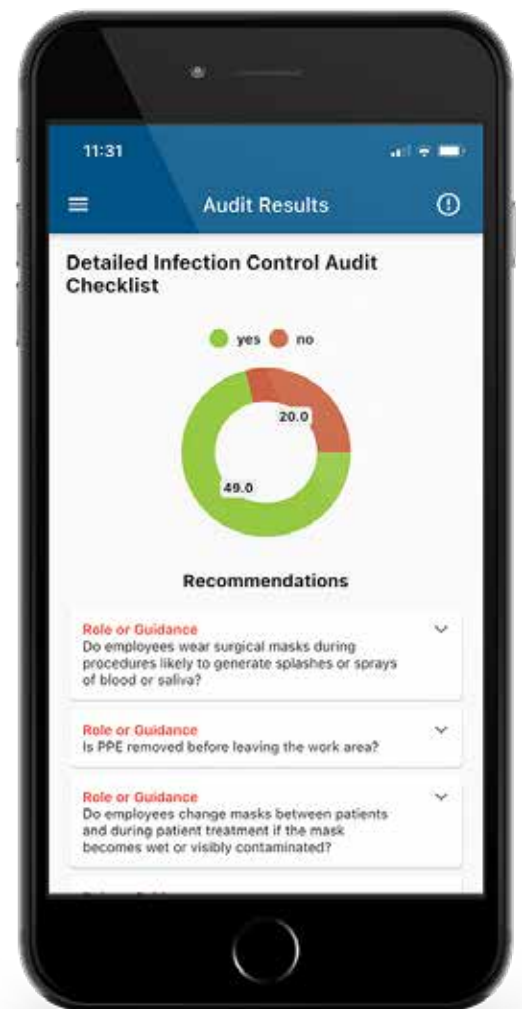 11:31
Audit Results
Detailed Infection Control Audit
Checklist
yes no
20.0
49.0
Recommendations
Role or Guidance
Do employees wear surgical masks during
procedures likely to generate splashes or sprays
of blood or saliva?
Role or Guidance
Is PPE removed before leaving the work area?
Role or Guidance
Do employees change masks between patients
and during patient treatment if the mask
becomes wet or visibly contaminated?